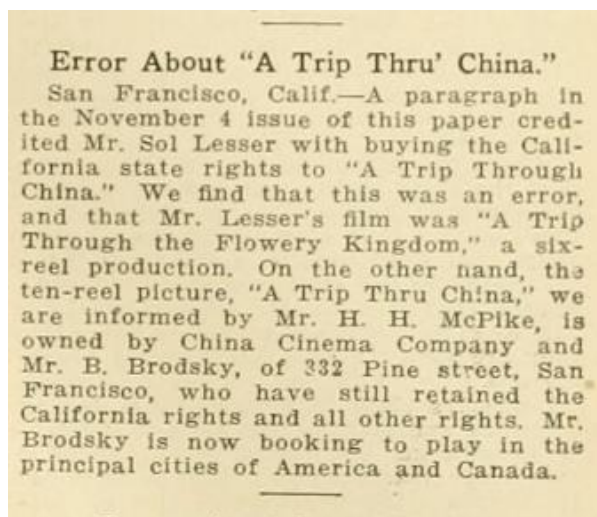 Error About "A Trip Thru' China."
San Francisco, Calif.—A paragraph in
the November 4 issue of this paper cred-
ited Mr. Sol Lesser with buying the Cali-
fornia state rights to "A Trip Through
China." We find that this was an error,
and that Mr. Lesser's film was "A Trip
Through the Flowery Kingdom," a six-
reel production. On the other hand, the
ten-reel picture, "A Trip Thru China," we
are informed by Mr. H. H. McPike, is
owned by China Cinema Company and
Mr. B. Brodsky, of 332 Pine street, San
Francisco, who have still retained the
California rights and all other rights. Mr.
Brodsky is now booking to play in the
principal cities of America and Canada.